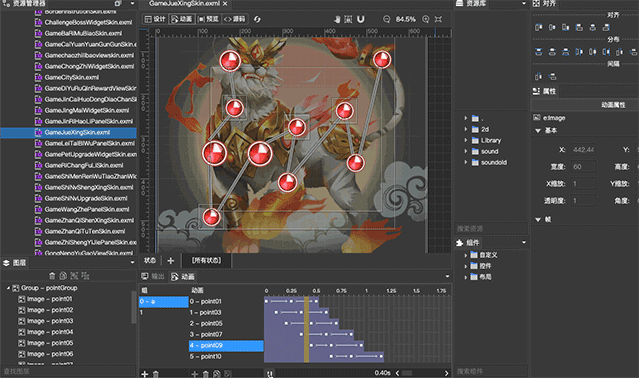 资源管理器
BorderInstitutionSkin.exml
ChallengBossWidgetSkin.exml
GameBaRiMuBiaoSkin.exml
GameCaiYuanYuanGunGunSkin.exml
GamechaozhiIibaoviewskin.exml
GameChongZhiWidgetSkin.exml
GameCitySkin.exml
GameDiYuRuQinRewardViewSkin
GameJinCaiHuoDongDiaoChanS
GameJingMaiWidgetSkin.exml
GameJinRiHaoLiPanelSkin.exml
GameJueXingSkin.exml
GameLeiTaiBiWuPanelSkin.exml
GamePetUpgradeWidgetSkin.e
GamePiChangFuLiSkin.exml
GameShiMenRenWuTiaoZhanWid
GameShiNvShengXingSkin.exml
GameShiNvUpgradeSkin.exml
GameWangZhePanelSkin.exml
GameZhanQiShenXingSkin.exml
GameZhanQiTuTenSkin.exml
GameZhiShengYiJiePanelSkin.exml
GongNengYuGaoViewSkin.exml
图层
Group - pointGroup
Image - point01
Image - point02
Image - point03
Image - point04
Image - point05
Image - point06
Image - point07
查找图层
GameJueXingSkin.exml
设计
动画
预览
<>源码
84.5%
状态
[所有状态]
输出
动画
组
动画
0
0.25
0.5
0.75
1
1.25
1.5
1.75
0 -
1
0 - point01
1 - point03
2 - point05
3 - point07
4 - point09
5 - point10
0.40s
资源库
.
2d
Library
sound
soundold
搜索资源
组件
自定义
控件
布局
搜索组件
对齐
对齐
分布
间隔
属性
动画属性
e:Image
基本
X:
442.44
Y:
宽度:
60
高度:
X缩放:
1
Y缩放:
透明度:
1
角度:
帧